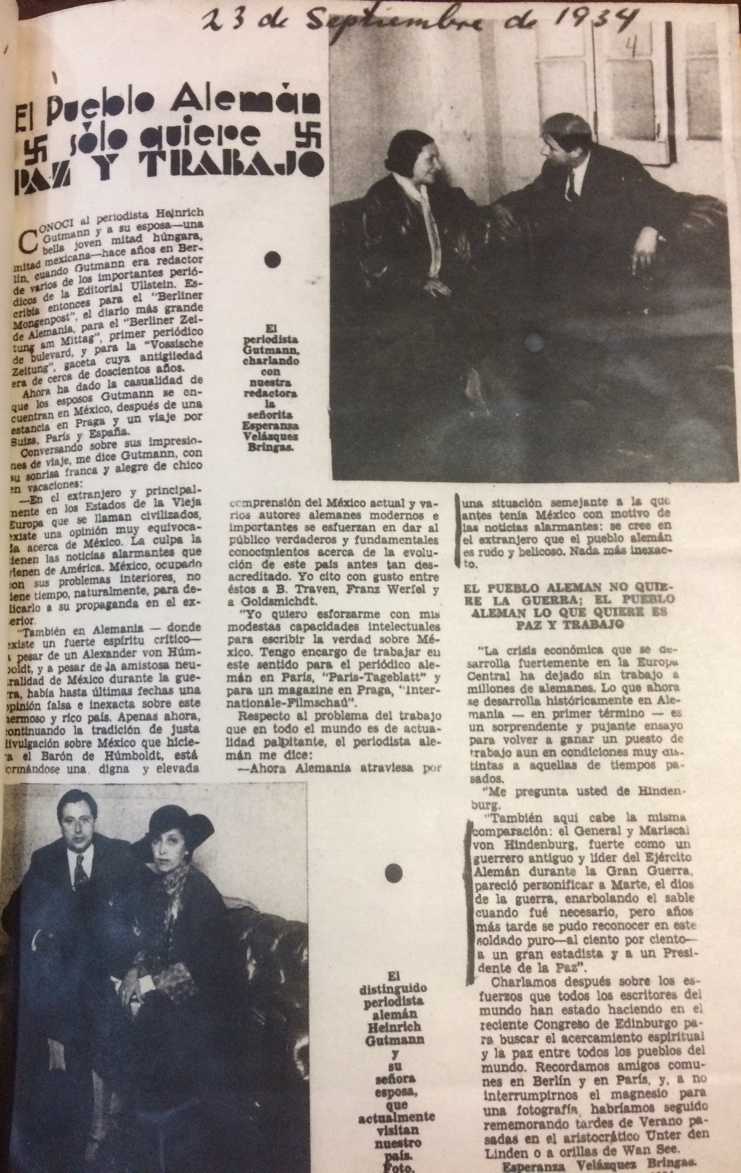 23 de Septiembre de 1934
4
El Pueblo Alemán
sólo quiere
PAZ Y TRABAJO
CONOCI al periodista Heinrich
Gutmann y a su esposa—una
bella joven mitad húngara,
mitad mexicana—hace años en Ber-
lín, cuando Gutmann era redactor
de varios de los importantes perió-
dicos de la Editorial Ullstein. Es-
cribía entonces para el "Berliner
Mongenpost", el diario más grande
de Alemania, para el "Berliner Zei-
tung am Mittag", primer periódico
de bulevard, y para la "Vossische
Zeitung", gaceta cuya antigüedad
era de cerca de doscientos años.
Ahora ha dado la casualidad de
que los esposos Gutmann se en-
cuentran en México, después de una
estancia en Praga y un viaje por
Suiza, París y España.
Conversando sobre sus impresio-
nes de viaje, me dice Gutmann, con
su sonrisa franca y alegre de chico
en vacaciones:
—En el extranjero y principal-
mente en los Estados de la Vieja
Europa que se llaman civilizados,
existe una opinión muy equivoca-
da acerca de México. La culpa la
tienen las noticias alarmantes que
vienen de América. México, ocupado
con sus problemas interiores, no
tiene tiempo, naturalmente, para de-
dicarlo a su propaganda en el ex-
terior.
"También en Alemania — donde
existe un fuerte espíritu crítico—
a pesar de un Alexander von Húm-
boldt, y a pesar de la amistosa neu-
tralidad de México durante la gue-
rra, había hasta últimas fechas una
opinión falsa e inexacta sobre este
hermoso y rico país. Apenas ahora,
continuando la tradición de justa
divulgación sobre México que hicie-
ra el Barón de Húmboldt, está
formándose una digna y elevada
El
periodista
Gutmann,
charlando
con
nuestra
redactora
la
señorita
Esperansa
Velásquez
Bringas.
comprensión del México actual y va-
rios autores alemanes modernos e
importantes se esfuerzan en dar al
público verdaderos y fundamentales
conocimientos acerca de la evolu-
ción de este país antes tan des-
acreditado. Yo cito con gusto entre
éstos a B. Traven, Franz Werfel y
a Goldsmichdt.
"Yo quiero esforzarme con mis
modestas capacidades intelectuales
para escribir la verdad sobre Mé-
xico. Tengo encargo de trabajar en
este sentido para el periódico ale-
mán en París, "Paris-Tageblatt" y
para un magazine en Praga, "Inter-
nationale-Filmschau".
Respecto al problema del trabajo
que en todo el mundo es de actua-
lidad palpitante, el periodista ale-
mán me dice:
—Ahora Alemania atraviesa por
una situación semejante a la que
antes tenía México con motivo de
las noticias alarmantes: se cree en
el extranjero que el pueblo alemán
es rudo y belicoso. Nada más inexac-
to.
EL PUEBLO ALEMAN NO QUIE-
RE LA GUERRA; EL PUEBLO
ALEMAN LO QUE QUIERE ES
PAZ Y TRABAJO
"La crisis económica que se de-
sarrolla fuertemente en la Europa
Central ha dejado sin trabajo a
millones de alemanes. Lo que ahora
se desarrolla históricamente en Ale-
mania — en primer término — es
un sorprendente y pujante ensayo
para volver a ganar un puesto de
trabajo aun en condiciones muy dis-
tintas a aquellas de tiempos pa-
sados.
"Me pregunta usted de Hinden-
burg.
"También aquí cabe la misma
comparación: el General y Mariscal
von Hindenburg, fuerte como un
guerrero antiguo y líder del Ejército
Alemán durante la Gran Guerra,
pareció personificar a Marte, el dios
de la guerra, enarbolando el sable
cuando fué necesario, pero años
más tarde se pudo reconocer en este
soldado puro—al ciento por ciento—
a un gran estadista y a un Presi-
dente de la Paz".
Charlamos después sobre los es-
fuerzos que todos los escritores del
mundo han estado haciendo en el
reciente Congreso de Edinburgo pa-
ra buscar el acercamiento espiritual
y la paz entre todos los pueblos del
mundo. Recordamos amigos comu-
nes en Berlín y en París, y, a no
interrumpirnos el magnesio para
una fotografía, habríamos seguido
rememorando tardes de Verano pa-
sadas en el aristocrático Unter den
Linden o a orillas de Wan See.
Esperanza Velázquez Bringas.
El
distinguido
periodista
alemán
Heinrich
Gutmann
y
su
señora
esposa,
que
actualmente
visitan
nuestro
país.
Foto.